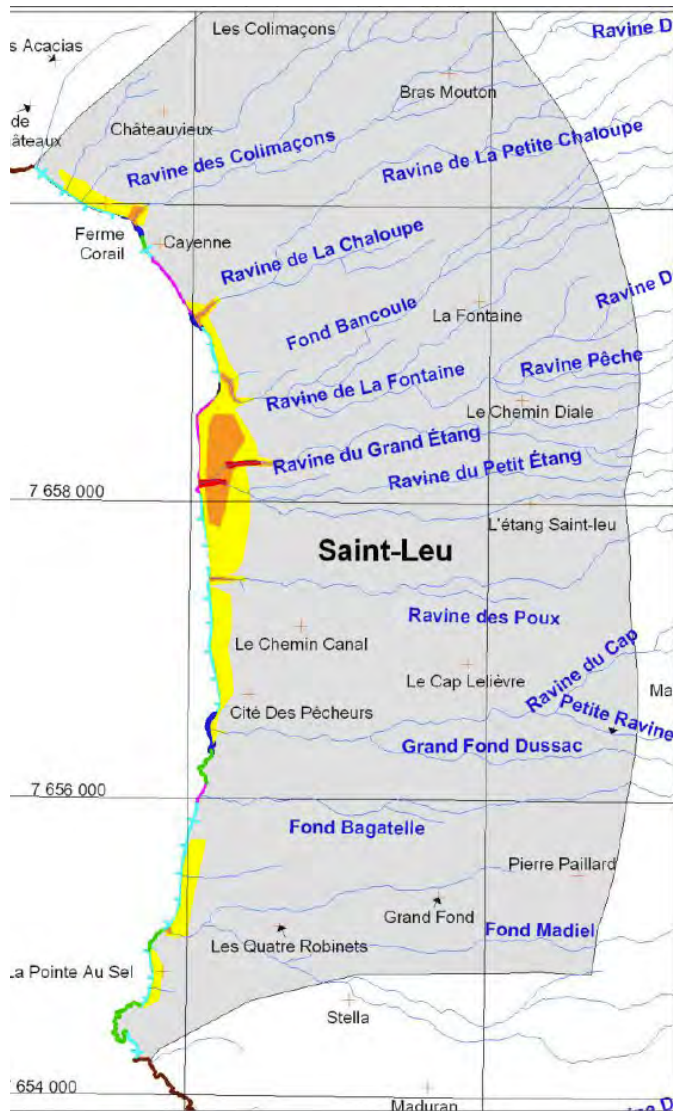 Les Colimaçons
Ravine D
s Acacias
Bras Mouton
de
âteaux
Châteauvieux
Ravine des Colimaçons
Ravine de La Petite Chaloupe
Ferme
Corail
Cayenne
Ravine de La Chaloupe
Ravine D
Fond Bancoule
La Fontaine
Ravine Pêche
Ravine de La Fontaine
Le Chemin Diale
Ravine du Grand Étang
Ravine du Petit Étang
7 658 000
L'étang Saint-leu
Saint-Leu
Ravine des Poux
Le Chemin Canal
Ravine du Cap
Le Cap Lelièvre
Ma
Cité Des Pêcheurs
Petite Ravine
Grand Fond Dussac
7 656 000
Fond Bagatelle
Pierre Paillard
Grand Fond
Fond Madiel
Les Quatre Robinets
La Pointe Au Sel
Stella
654 000
Maduran
ine D